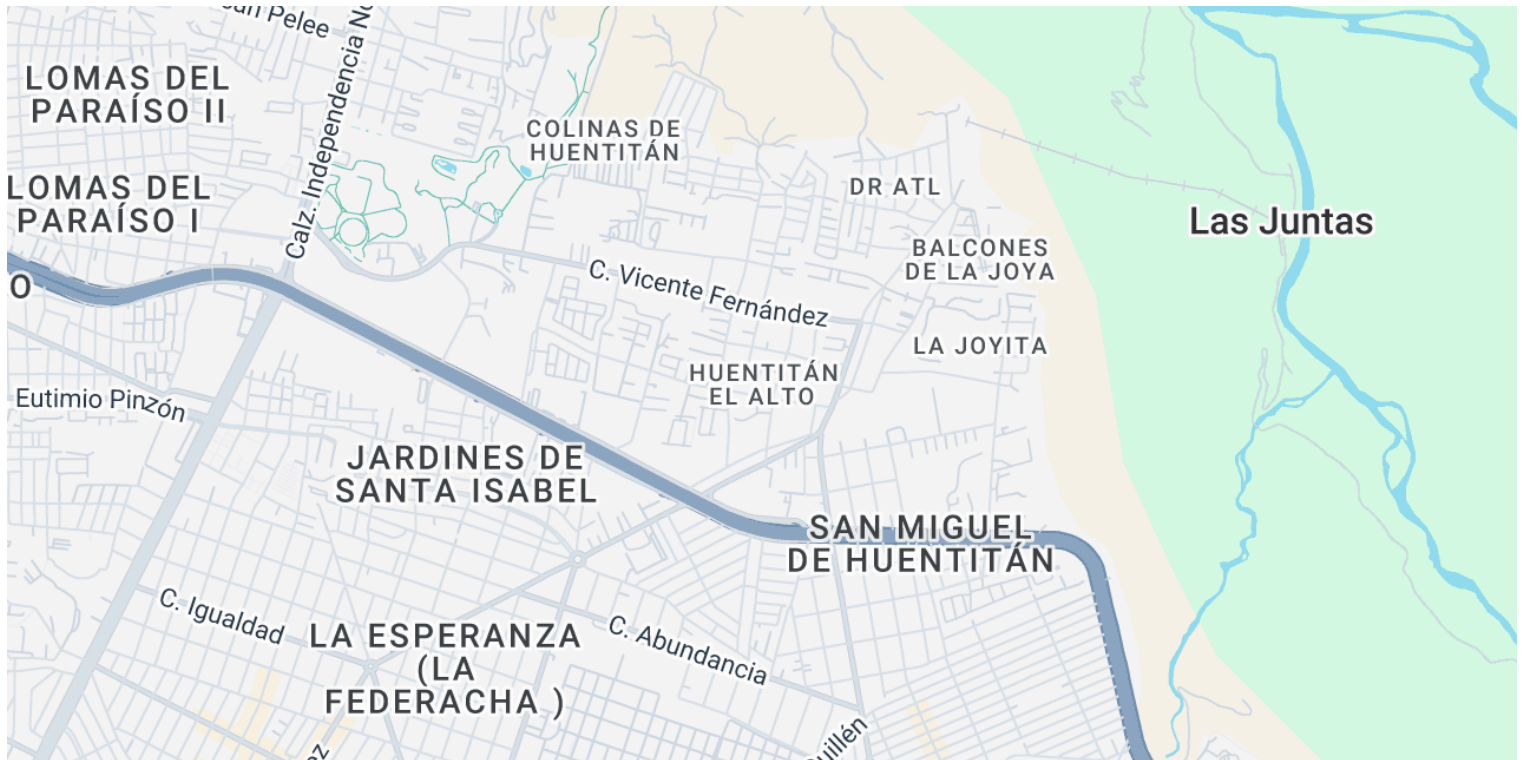 LOMAS DEL
PARAÍSO II
Calz. Independencia
COLINAS DE
HUENTITÁN
DR ATL
LOMAS DEL
PARAÍSO I
Las Juntas
BALCONES
DE LA JOYA
O
C. Vicente Fernández
LA JOYITA
HUENTITÁN
EL ALTO
Eutimio Pinzón
JARDINES DE
SANTA ISABEL
SAN MIGUEL
DE HUENTITÁN
C. Igualdad
LA ESPERANZA
(LA
FEDERACHA )
C. Abundancia